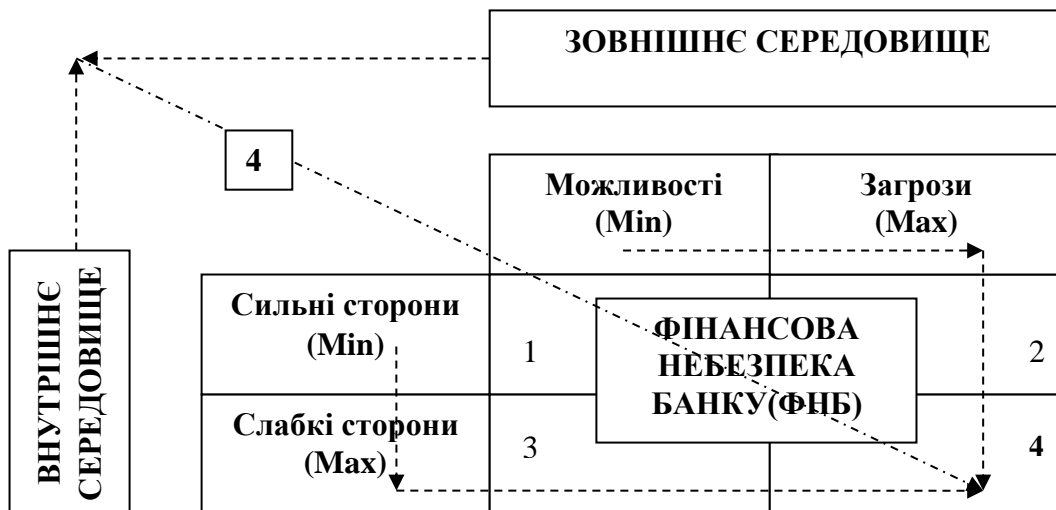 ЗОВНІШНЄ СЕРЕДОВИЩЕ
4
Можливості
(Min)
Загрози
(Max)
ВНУТРІШНЄ
СЕРЕДОВИЩЕ
Сильні сторони
(Min)
1
ФІНАНСОВА
НЕБЕЗПЕКА
БАНКУ(ФНБ)
2
Слабкі сторони
(Max)
3
4